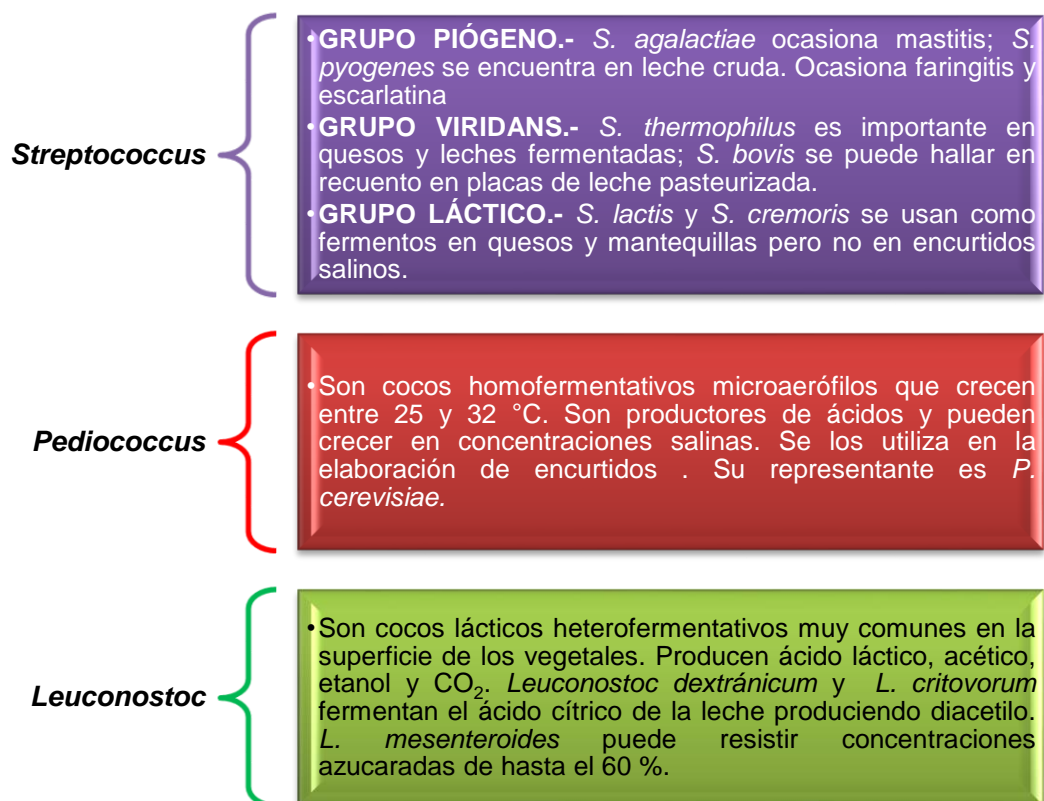 Streptococcus
•GRUPO PIÓGENO.- S. agalactiae ocasiona mastitis; S.
pyogenes se encuentra en leche cruda. Ocasiona faringitis y
escarlatina
•GRUPO VIRIDANS.- S. thermophilus es importante en
quesos y leches fermentadas; S. bovis se puede hallar en
recuento en placas de leche pasteurizada.
•GRUPO LÁCTICO.- S. lactis y S. cremoris se usan como
fermentos en quesos y mantequillas pero no en encurtidos
salinos.
Pediococcus
•Son cocos homofermentativos microaerófilos que crecen
entre 25 y 32 °C. Son productores de ácidos y pueden
crecer en concentraciones salinas. Se los utiliza en la
elaboración de encurtidos . Su representante es P.
cerevisiae.
Leuconostoc
•Son cocos lácticos heterofermentativos muy comunes en la
superficie de los vegetales. Producen ácido láctico, acético,
etanol y CO₂. Leuconostoc dextránicum y L. critovorum
fermentan el ácido cítrico de la leche produciendo diacetilo.
L. mesenteroides puede resistir concentraciones
azucaradas de hasta el 60 %.